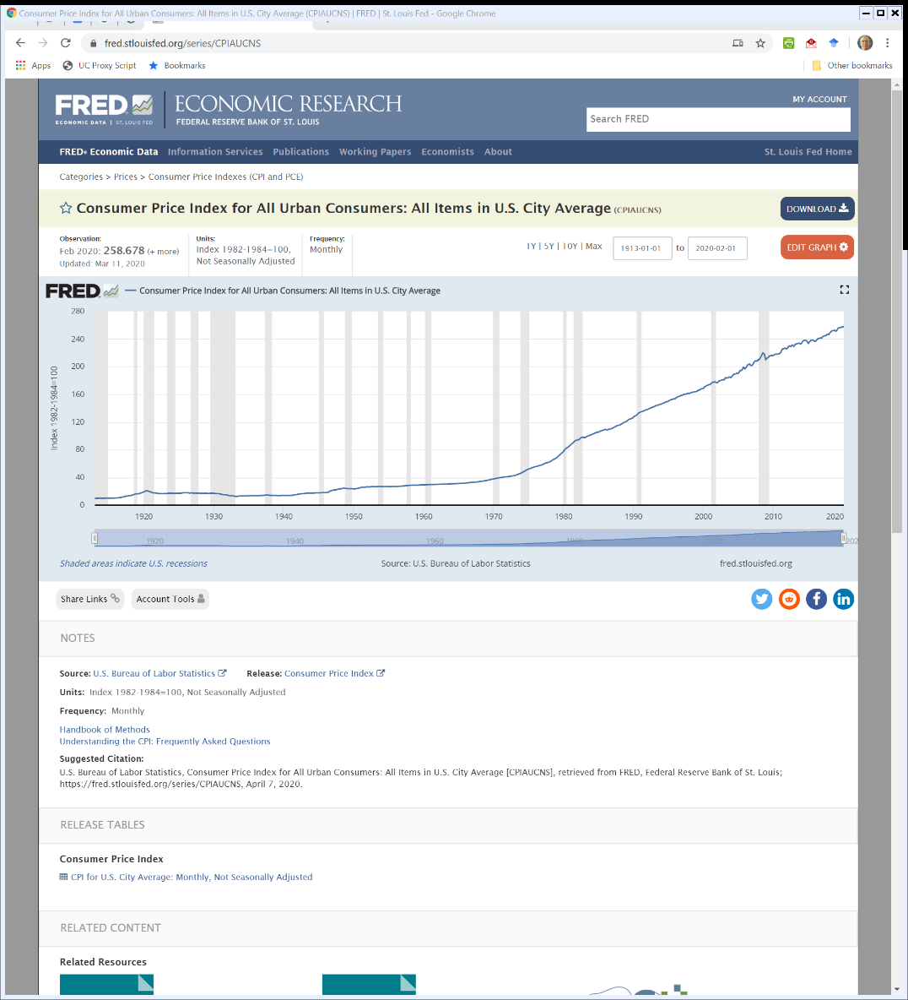 Consumer Price Index for All Urban Consumers: All Items in U.S. City Average (CPIAUCNS) | FRED | St. Louis Fed - Google Chrome
fred.stlouisfed.org/series/CPIAUCNS
Apps UC Proxy Script Bookmarks Other bookmarks
FRED ECONOMIC RESEARCH
ECONOMIC DATA | ST. LOUIS FED FEDERAL RESERVE BANK OF ST. LOUIS
MY ACCOUNT
Search FRED
FRED® Economic Data Information Services Publications Working Papers Economists About St. Louis Fed Home
Categories > Prices > Consumer Price Indexes (CPI and PCE)
Consumer Price Index for All Urban Consumers: All Items in U.S. City Average (CPIAUCNS) DOWNLOAD
Observation:
Feb 2020: 258.678 (+ more)
Updated: Mar 11, 2020
Units:
Index 1982-1984=100,
Not Seasonally Adjusted
Frequency:
Monthly
1Y | 5Y | 10Y | Max 1913-01-01 to 2020-02-01 EDIT GRAPH
FRED Consumer Price Index for All Urban Consumers: All Items in U.S. City Average
Index 1982-1984=100
280
240
200
160
120
80
40
0
1920 1930 1940 1950 1960 1970 1980 1990 2000 2010 2020
1920 1940 1960 1980 2000 202
Shaded areas indicate U.S. recessions Source: U.S. Bureau of Labor Statistics fred.stlouisfed.org
Share Links Account Tools
NOTES
Source: U.S. Bureau of Labor Statistics Release: Consumer Price Index
Units: Index 1982-1984=100, Not Seasonally Adjusted
Frequency: Monthly
Handbook of Methods
Understanding the CPI: Frequently Asked Questions
Suggested Citation:
U.S. Bureau of Labor Statistics, Consumer Price Index for All Urban Consumers: All Items in U.S. City Average [CPIAUCNS], retrieved from FRED, Federal Reserve Bank of St. Louis;
https://fred.stlouisfed.org/series/CPIAUCNS, April 7, 2020.
RELEASE TABLES
Consumer Price Index
CPI for U.S. City Average: Monthly, Not Seasonally Adjusted
RELATED CONTENT
Related Resources